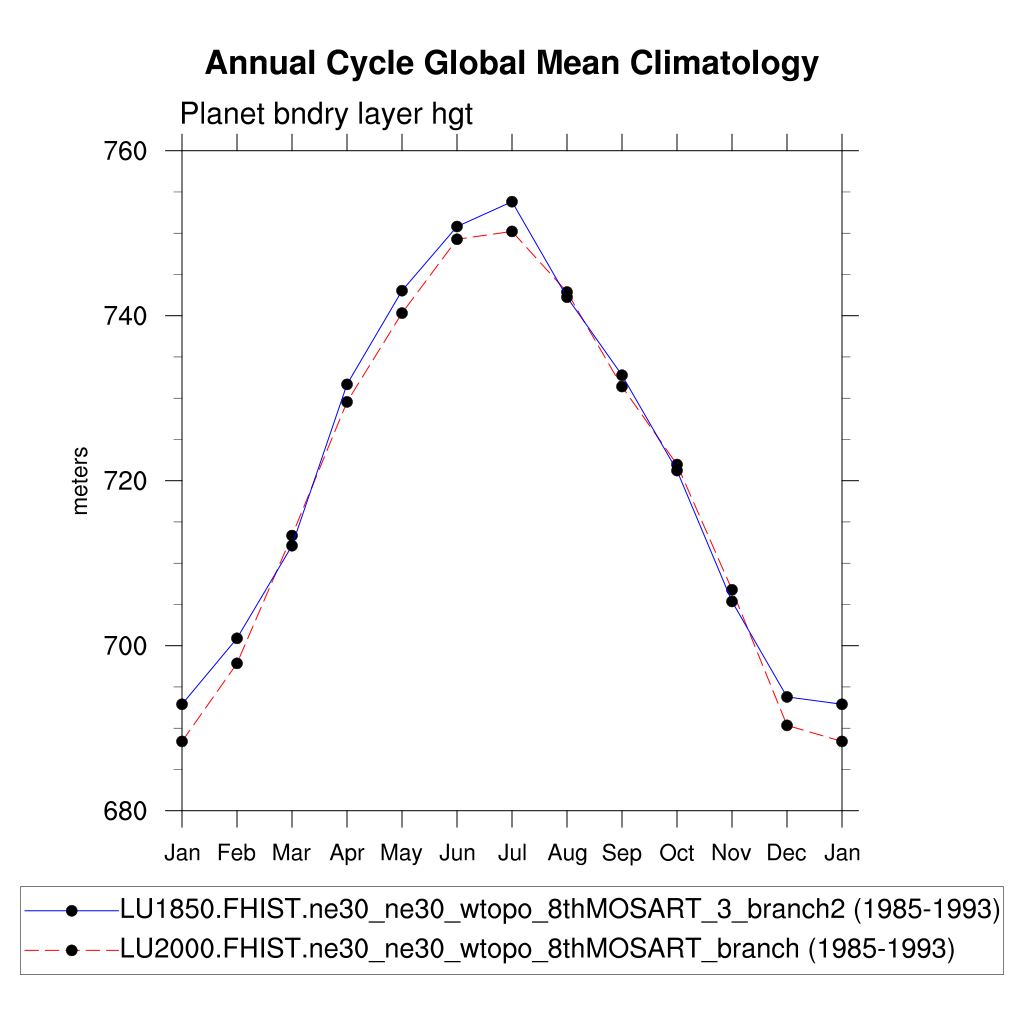 Annual Cycle Global Mean Climatology
Planet bndry layer hgt
760
740
720
700
680
meters
Jan Feb Mar Apr May Jun Jul Aug Sep Oct Nov Dec Jan
LU1850.FHIST.ne30_ne30_wtopo_8thMOSART_3_branch2 (1985-1993)
LU2000.FHIST.ne30_ne30_wtopo_8thMOSART_branch (1985-1993)